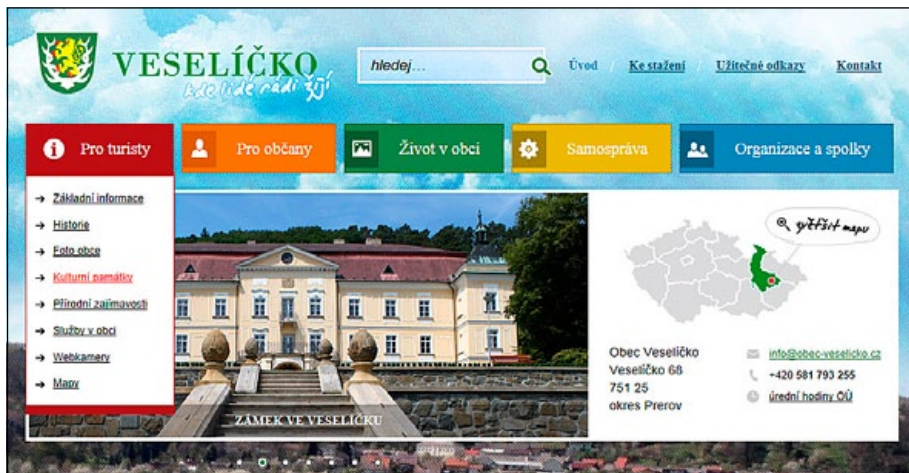 VESELÍČKO
kde lidé rádi žijí
hledej...
Úvod / Ke stažení / Užitečné odkazy / Kontakt
Pro turisty
Pro občany
Život v obci
Samospráva
Organizace a spolky
Základní informace
Historie
Foto obce
Kulturní památky
Přírodní zajímavosti
Služby v obci
Webkamery
Mapy
ZÁMEK VE VESELÍČKU
zvětšit mapu
Obec Veselíčko
Veselíčko 68
751 25
okres Prerov
info@obec-veselicko.cz
+420 581 793 255
úrední hodiny OÚ